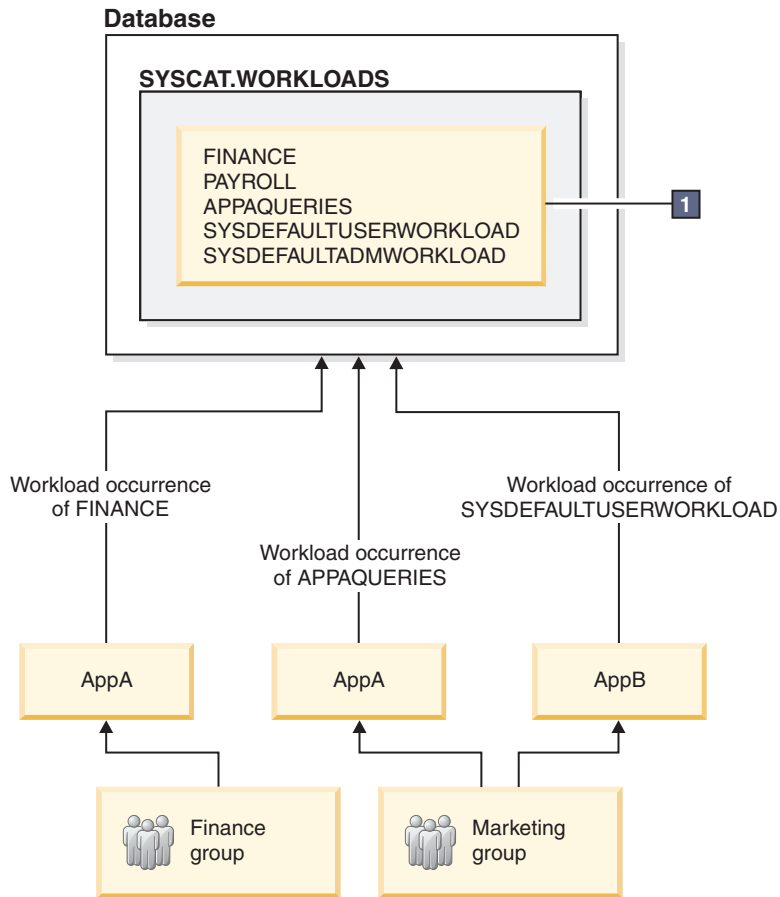 Database
SYSCAT.WORKLOADS
FINANCE
PAYROLL
APPAQUERIES
SYSDEFAULTUSERWORKLOAD
SYSDEFAULTADMWORKLOAD
1
Workload occurrence
of FINANCE
Workload occurrence
of APPAQUERIES
Workload occurrence of
SYSDEFAULTUSERWORKLOAD
AppA
AppA
AppB
Finance
group
Marketing
group